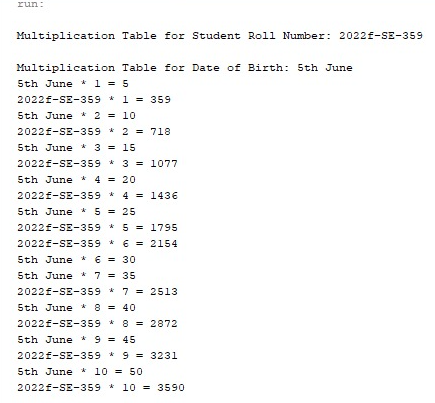 run:
Multiplication Table for Student Roll Number: 2022f-SE-359
Multiplication Table for Date of Birth: 5th June
5th June * 1 = 5
2022f-SE-359 * 1 = 359
5th June * 2 = 10
2022f-SE-359 * 2 = 718
5th June * 3 = 15
2022f-SE-359 * 3 = 1077
5th June * 4 = 20
2022f-SE-359 * 4 = 1436
5th June * 5 = 25
2022f-SE-359 * 5 = 1795
2022f-SE-359 * 6 = 2154
5th June * 6 = 30
5th June * 7 = 35
2022f-SE-359 * 7 = 2513
5th June * 8 = 40
2022f-SE-359 * 8 = 2872
5th June * 9 = 45
2022f-SE-359 * 9 = 3231
5th June * 10 = 50
2022f-SE-359 * 10 = 3590